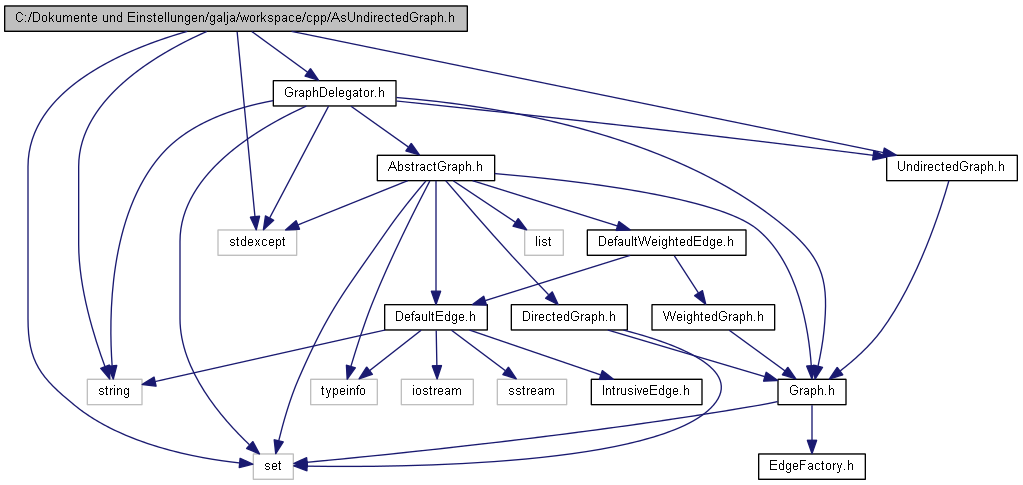 C:/Dokumente und Einstellungen/galja/workspace/cpp/AsUndirectedGraph.h
GraphDelegator.h
AbstractGraph.h
UndirectedGraph.h
stdexcept
list
DefaultWeightedEdge.h
DefaultEdge.h
DirectedGraph.h
WeightedGraph.h
string
typeinfo
iostream
sstream
IntrusiveEdge.h
Graph.h
set
EdgeFactory.h